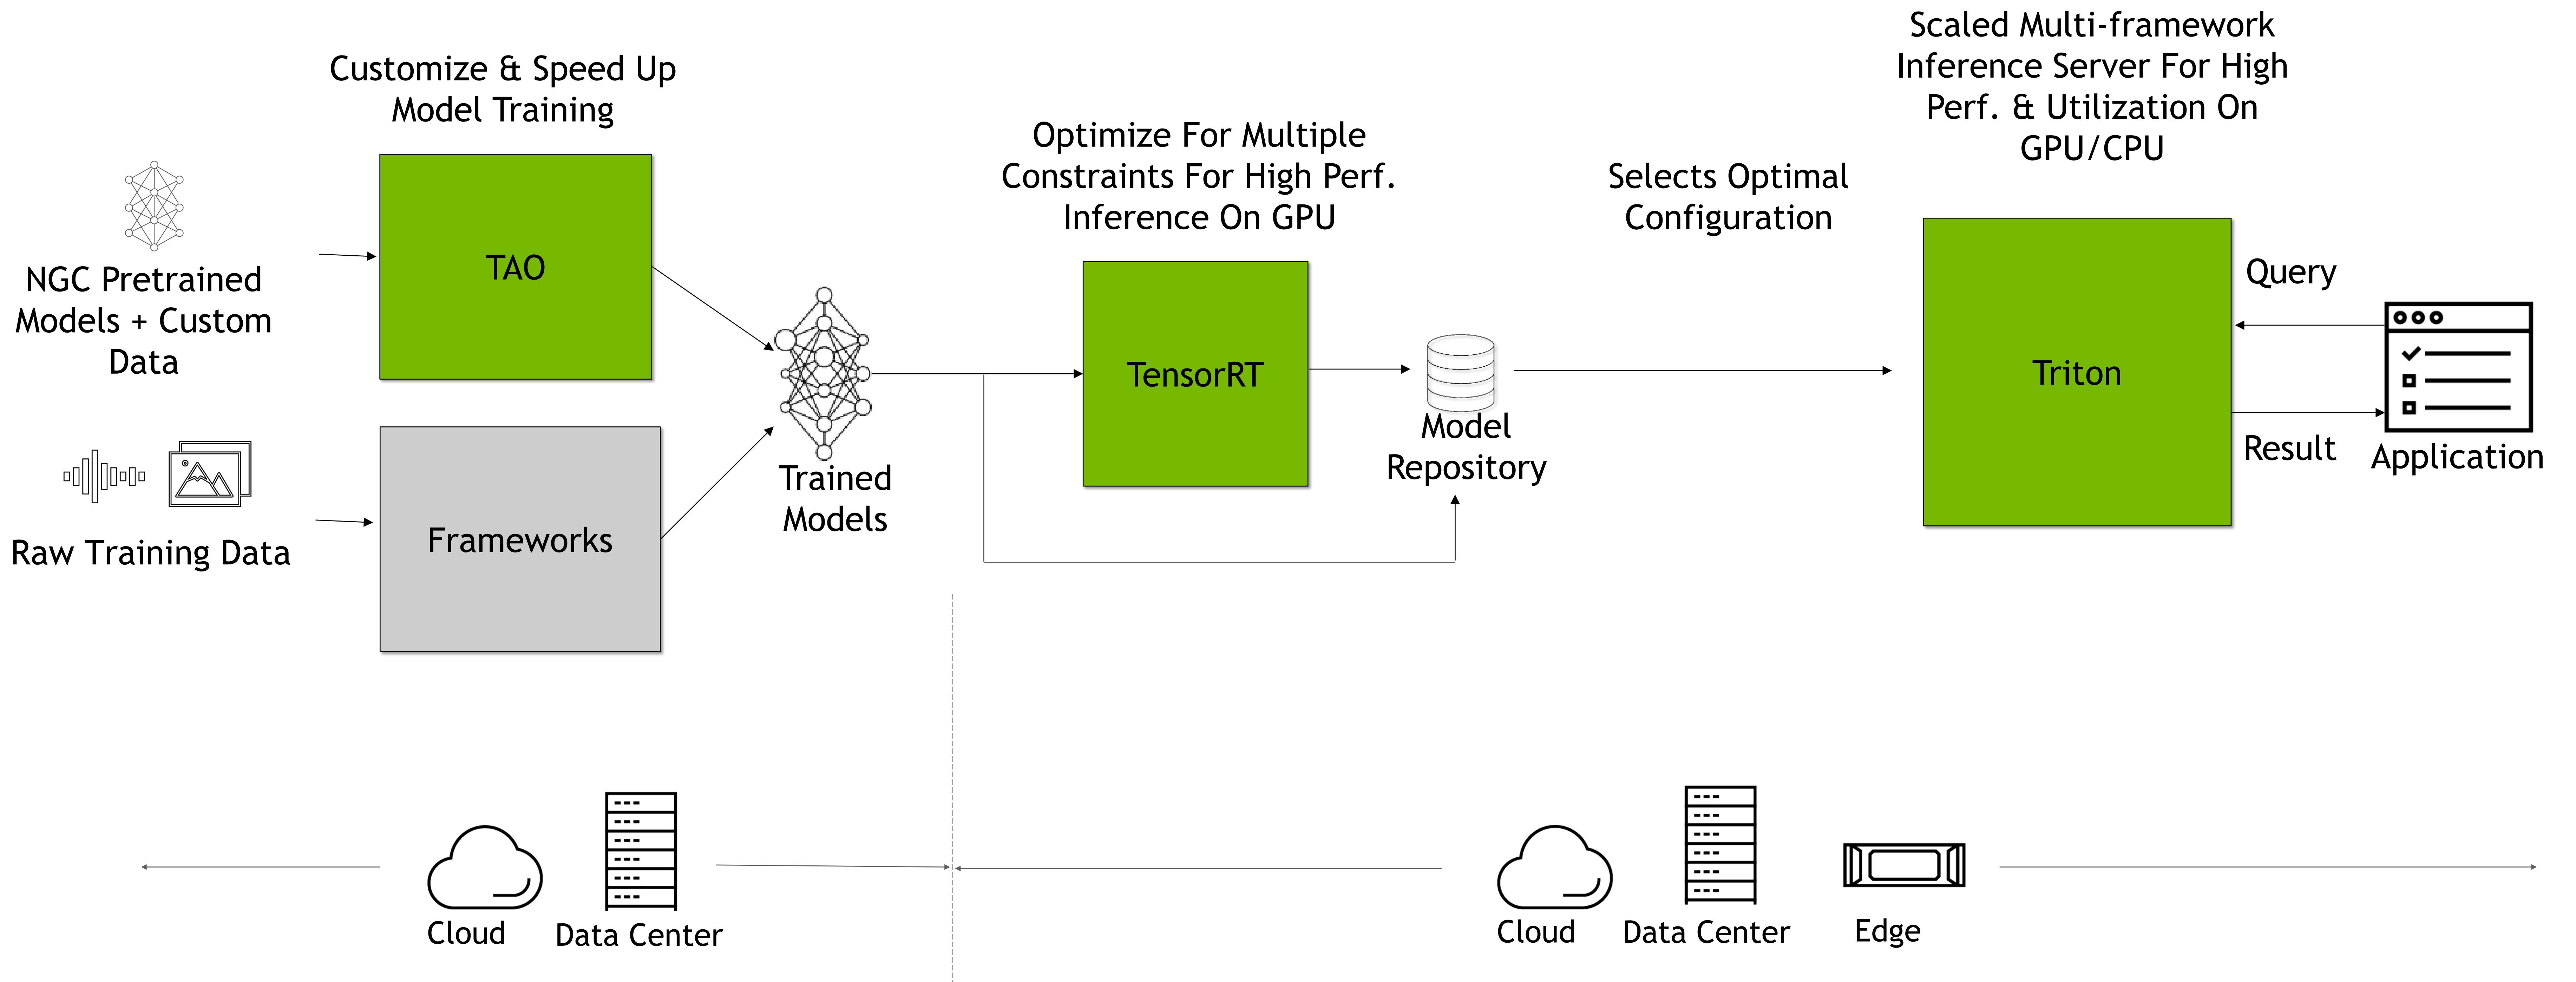 Customize & Speed Up
Model Training
NGC Pretrained
Models + Custom
Data
TAO
Raw Training Data
Frameworks
Trained
Models
Optimize For Multiple
Constraints For High Perf.
Inference On GPU
TensorRT
Model
Repository
Selects Optimal
Configuration
Scaled Multi-framework
Inference Server For High
Perf. & Utilization On
GPU/CPU
Triton
Query
Result
Application
Cloud
Data Center
Cloud
Data Center
Edge